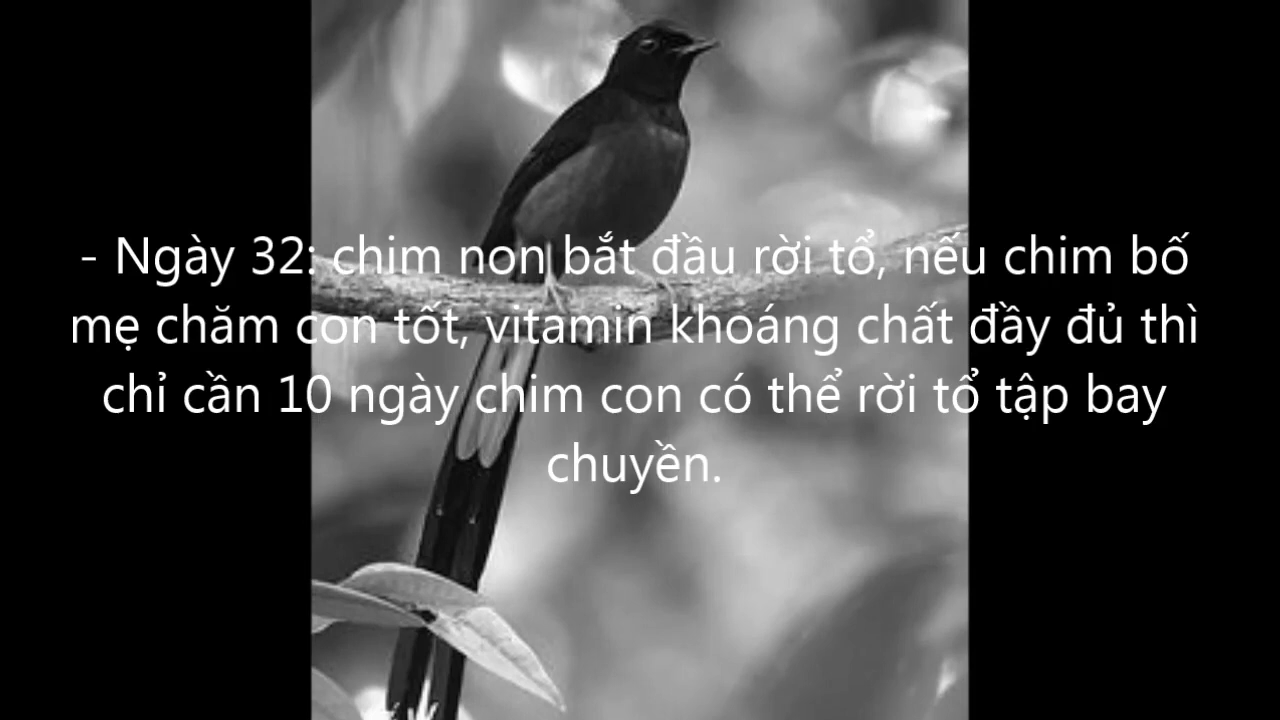 - Ngày 32: chim non bắt đầu rời tổ, nếu chim bố
mẹ chăm con tốt, vitamin khoáng chất đầy đủ thì
chỉ cần 10 ngày chim con có thể rời tổ tập bay
chuyền.